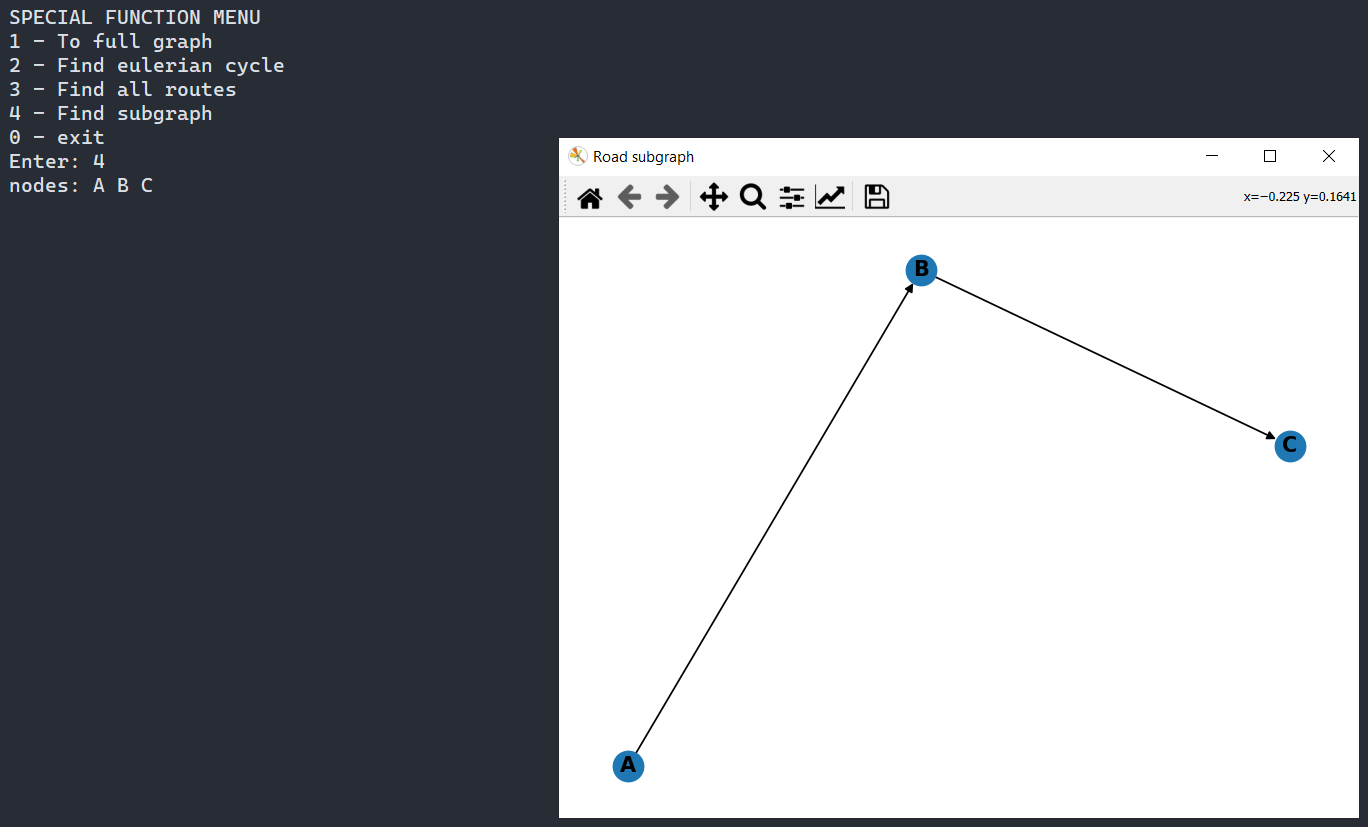 SPECIAL FUNCTION MENU
1 - To full graph
2 - Find eulerian cycle
3 - Find all routes
4 - Find subgraph
0 - exit
Enter: 4
nodes: A B C
Road subgraph
x=−0.225 y=0.1641
B
C
A